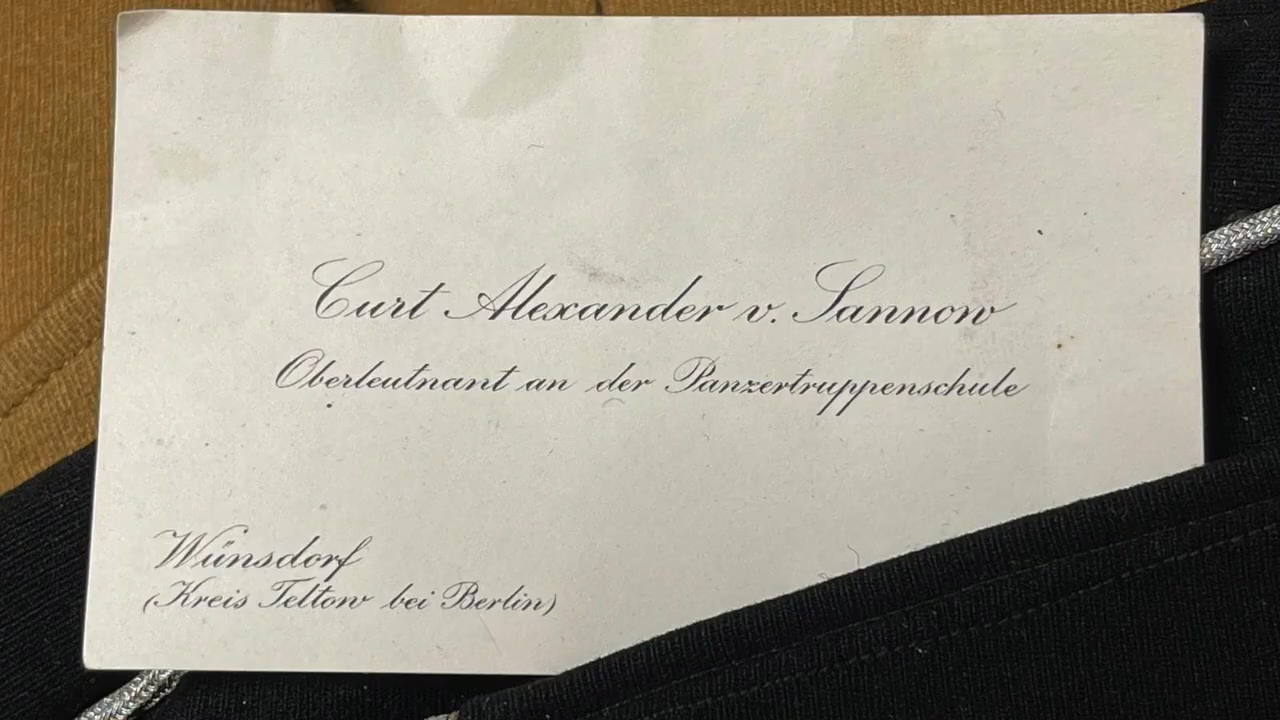 Curt Alexander v. Sannow
Oberleutnant an der Panzertruppenschule
Wünsdorf
(Kreis Teltow bei Berlin)